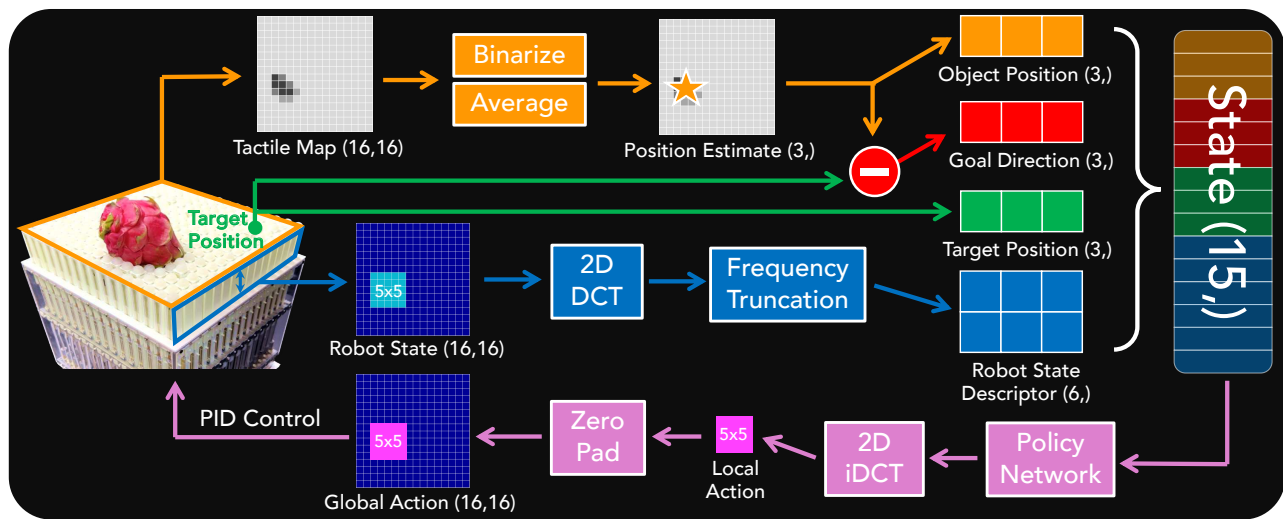 Binarize
Average
Tactile Map (16,16)
Position Estimate (3,)
Object Position (3,)
Goal Direction (3,)
Target Position (3,)
Target
Position
5x5
Robot State (16,16)
2D
DCT
Frequency
Truncation
Robot State
Descriptor (6,)
State (15,)
PID Control
5x5
Global Action (16,16)
Zero
Pad
5x5
Local
Action
2D
iDCT
Policy
Network